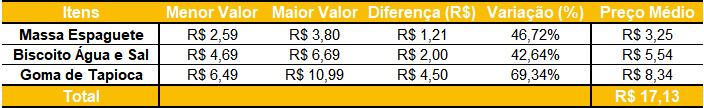 Itens Menor Valor Maior Valor Diferença (R$) Variação (%) Preço Médio
Massa Espaguete R$ 2,59 R$ 3,80 R$ 1,21 46,72% R$ 3,25
Biscoito Água e Sal R$ 4,69 R$ 6,69 R$ 2,00 42,64% R$ 5,54
Goma de Tapioca R$ 6,49 R$ 10,99 R$ 4,50 69,34% R$ 8,34
Total R$ 17,13